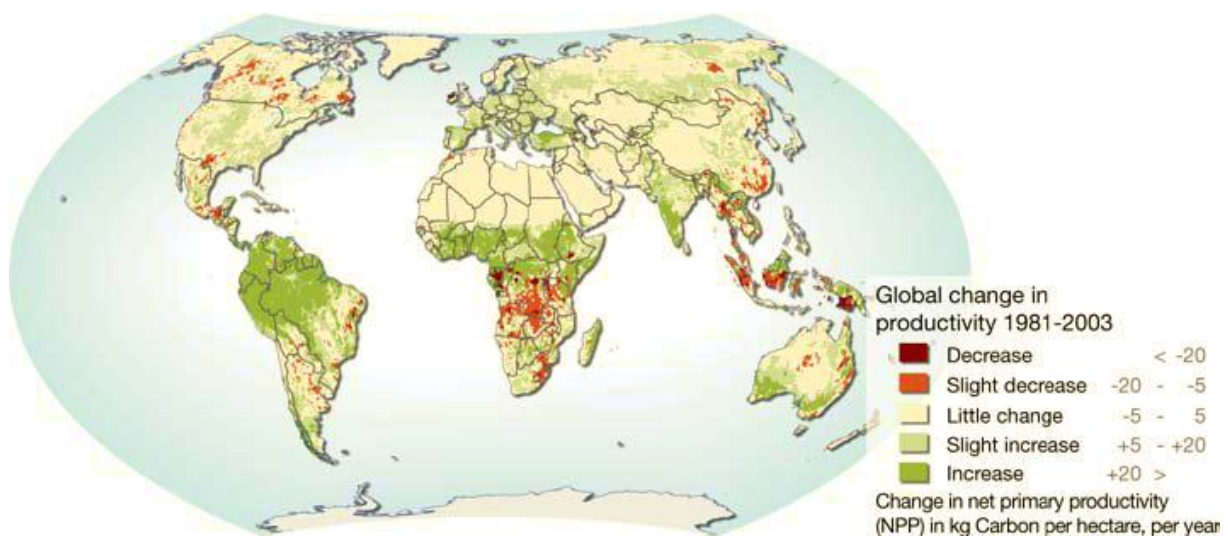 Global change in
productivity 1981-2003
Decrease < -20
Slight decrease -20 - -5
Little change -5 - 5
Slight increase +5 - +20
Increase +20 >
Change in net primary productivity
(NPP) in kg Carbon per hectare, per year